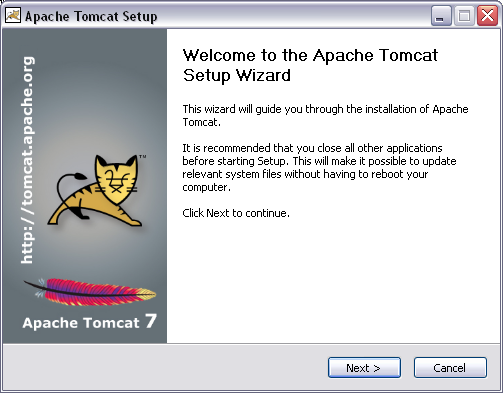 Apache Tomcat Setup
http://tomcat.apache.org
TM
Apache Tomcat 7
Welcome to the Apache Tomcat
Setup Wizard
This wizard will guide you through the installation of Apache
Tomcat.
It is recommended that you close all other applications
before starting Setup. This will make it possible to update
relevant system files without having to reboot your
computer.
Click Next to continue.
Next >
Cancel